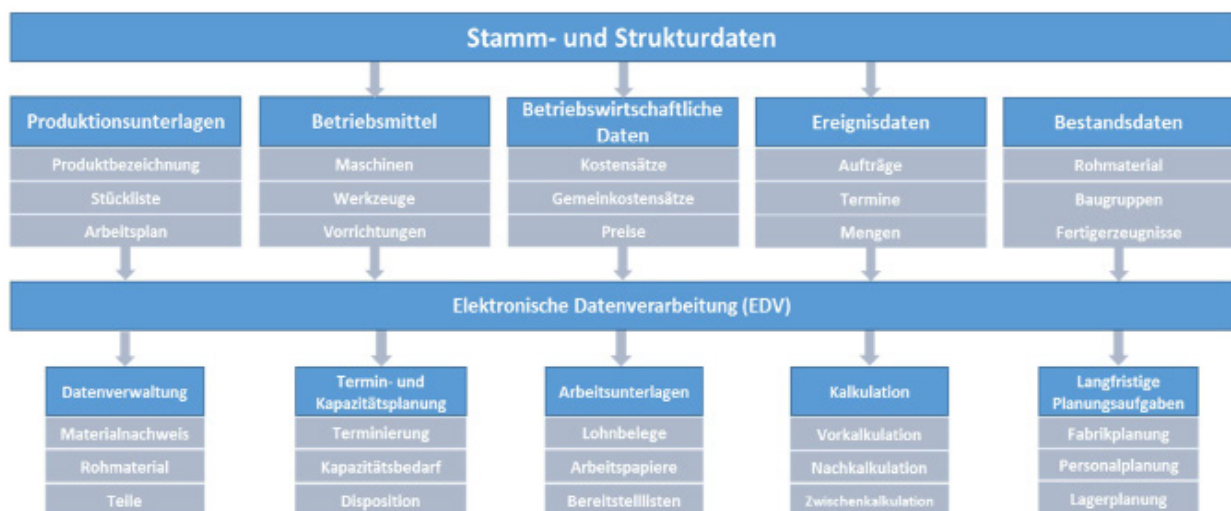 Stamm- und Strukturdaten
Produktionsunterlagen
Produktbezeichnung
Stückliste
Arbeitsplan
Betriebsmittel
Maschinen
Werkzeuge
Vorrichtungen
Betriebswirtschaftliche
Daten
Kostensätze
Gemeinkostensätze
Preise
Ereignisdaten
Aufträge
Termine
Mengen
Bestandsdaten
Rohmaterial
Baugruppen
Fertigerzeugnisse
Elektronische Datenverarbeitung (EDV)
Datenverwaltung
Materialnachweis
Rohmaterial
Teile
Termin- und
Kapazitätsplanung
Terminierung
Kapazitätsbedarf
Disposition
Arbeitsunterlagen
Lohnbelege
Arbeitspapiere
Bereitstelllisten
Kalkulation
Vorkalkulation
Nachkalkulation
Zwischenkalkulation
Langfristige
Planungsaufgaben
Fabrikplanung
Personalplanung
Lagerplanung